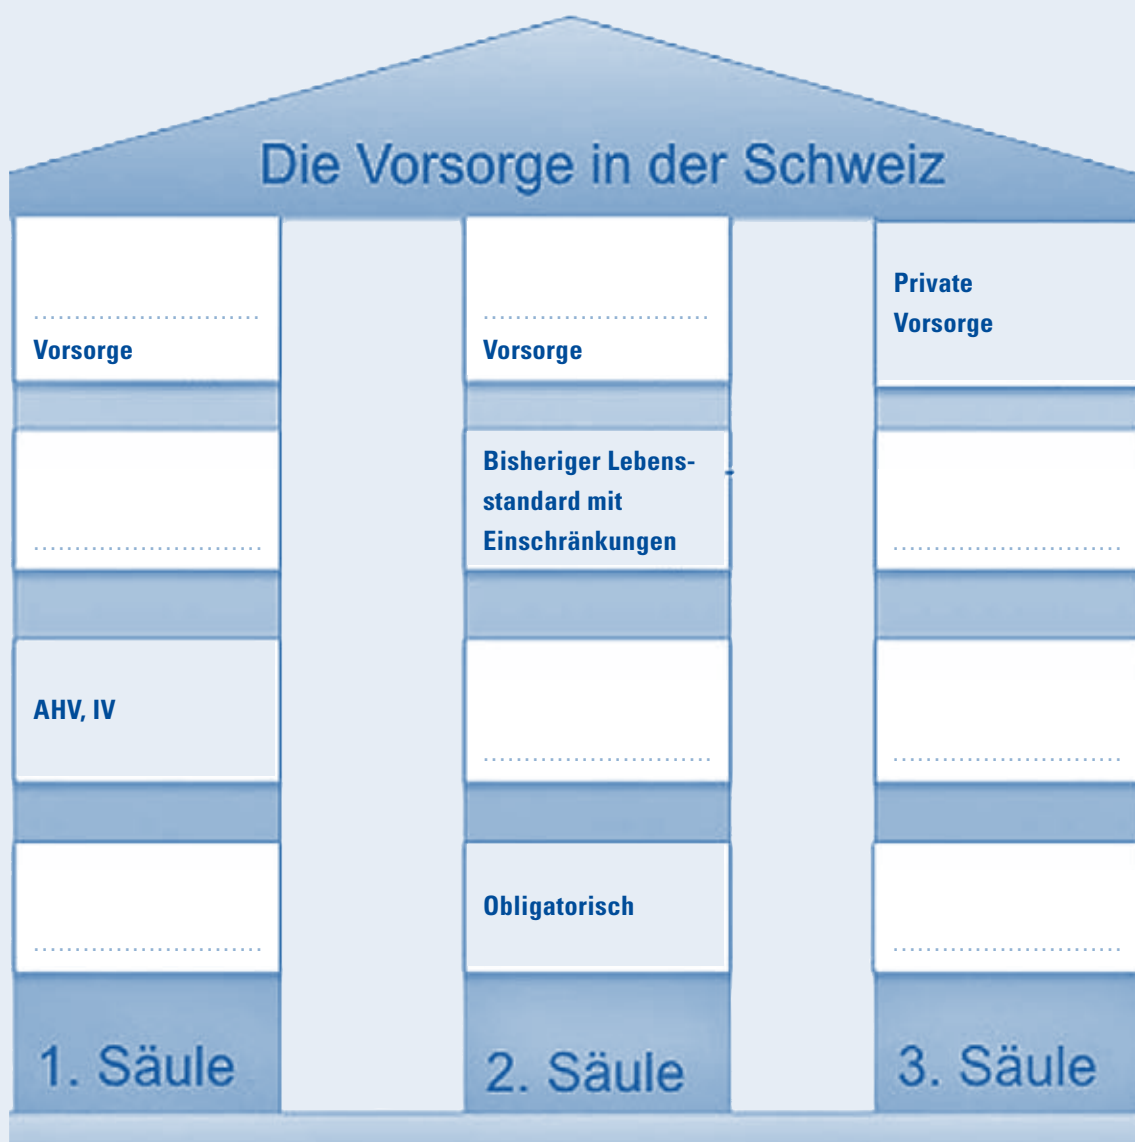 Die Vorsorge in der Schweiz
..............................
Vorsorge
..............................
AHV, IV
..............................
1. Säule
..............................
Vorsorge
Bisheriger Lebens-
standard mit
Einschränkungen
..............................
Obligatorisch
2. Säule
Private
Vorsorge
..............................
..............................
..............................
3. Säule